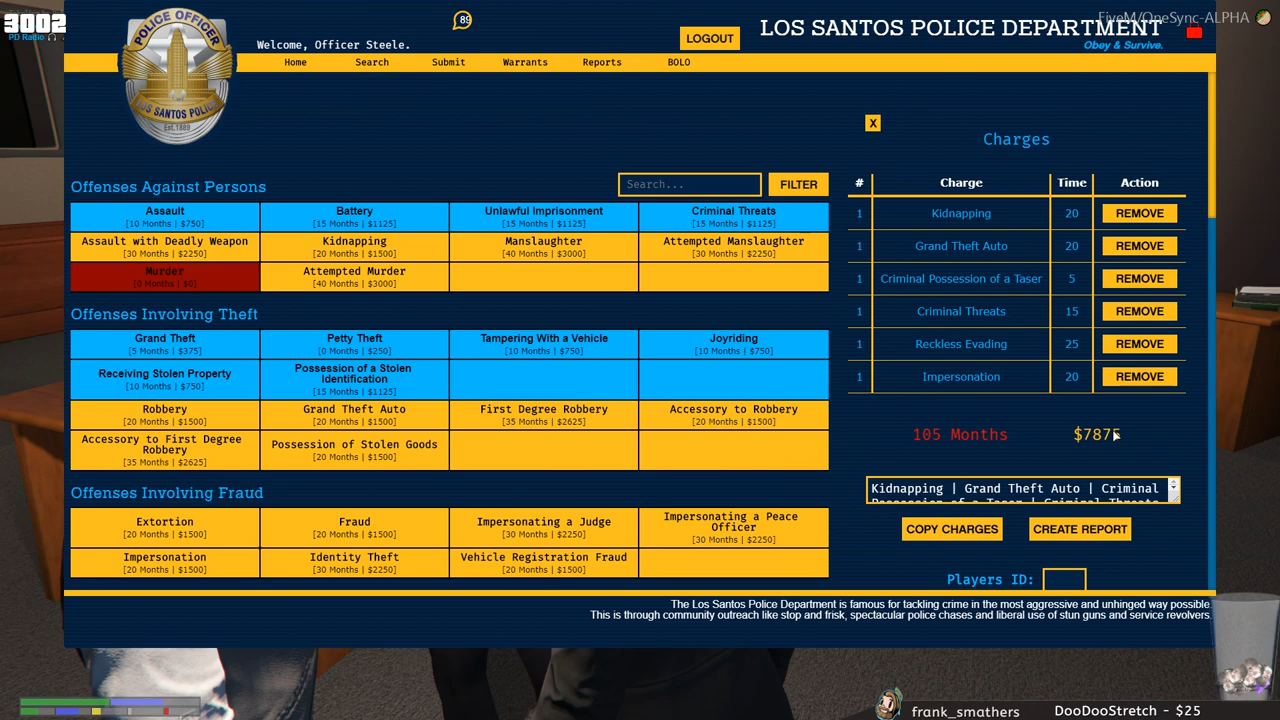 3002
PD Radio
POLICE OFFICER
LOS SANTOS POLICE
Est.1869
Welcome, Officer Steele.
89
LOGOUT
FiveM/OneSync-ALPHA
LOS SANTOS POLICE DEPARTMENT
Obey & Survive.
Home Search Submit Warrants Reports BOLO
Offenses Against Persons
Search...
FILTER
Assault Battery Unlawful Imprisonment Criminal Threats
[10 Months | $750] [15 Months | $1125] [15 Months | $1125] [15 Months | $1125]
Assault with Deadly Weapon Kidnapping Manslaughter Attempted Manslaughter
[30 Months | $2250] [20 Months | $1500] [40 Months | $3000] [30 Months | $2250]
Murder Attempted Murder
[0 Months | $0] [40 Months | $3000]
Offenses Involving Theft
Grand Theft Petty Theft Tampering With a Vehicle Joyriding
[5 Months | $375] [0 Months | $250] [10 Months | $750] [10 Months | $750]
Receiving Stolen Property Possession of a Stolen
Identification
[10 Months | $750] [15 Months | $1125]
Robbery Grand Theft Auto First Degree Robbery Accessory to Robbery
[20 Months | $1500] [20 Months | $1500] [35 Months | $2625] [20 Months | $1500]
Accessory to First Degree
Robbery Possession of Stolen Goods
[35 Months | $2625] [20 Months | $1500]
Offenses Involving Fraud
Extortion Fraud Impersonating a Judge Impersonating a Peace
Officer
[20 Months | $1500] [20 Months | $1500] [30 Months | $2250] [30 Months | $2250]
Impersonation Identity Theft Vehicle Registration Fraud
[20 Months | $1500] [30 Months | $2250] [20 Months | $1500]
X
Charges
# Charge Time Action
1 Kidnapping 20 REMOVE
1 Grand Theft Auto 20 REMOVE
1 Criminal Possession of a Taser 5 REMOVE
1 Criminal Threats 15 REMOVE
1 Reckless Evading 25 REMOVE
1 Impersonation 20 REMOVE
105 Months $7875
Kidnapping | Grand Theft Auto | Criminal
Possession of a Taser | Criminal Threats
COPY CHARGES CREATE REPORT
Players ID:
The Los Santos Police Department is famous for tackling crime in the most aggressive and unhinged way possible.
This is through community outreach like stop and frisk, spectacular police chases and liberal use of stun guns and service revolvers.
frank_smathers DooDooStretch - $25